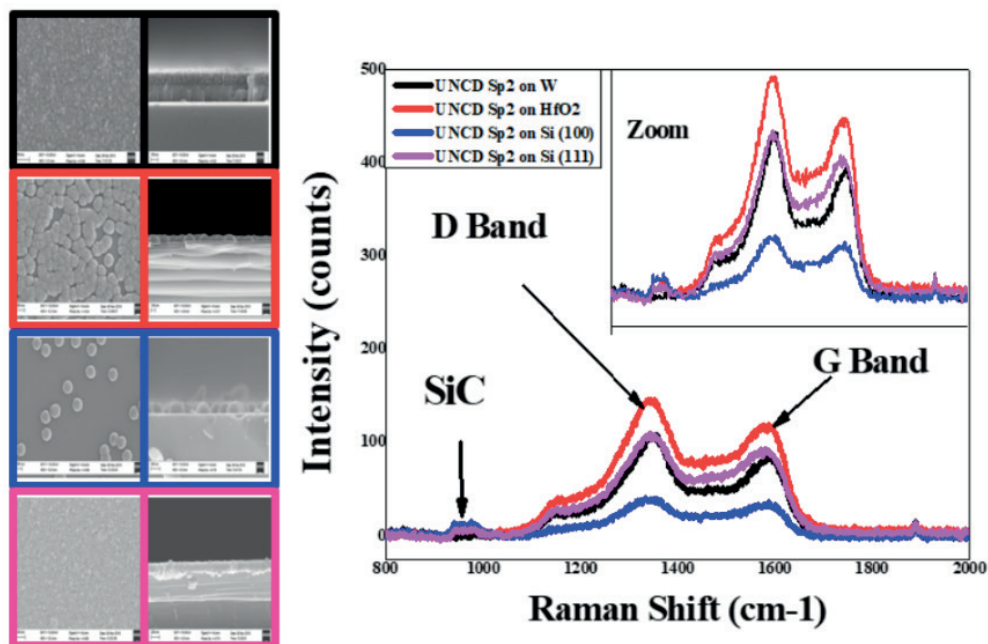 500
400
300
200
100
0
Intensity (counts)
UNCD Sp2 on W
UNCD Sp2 on HfO2
UNCD Sp2 on Si (100)
UNCD Sp2 on Si (111)
Zoom
D Band
G Band
SiC
800
1000
1200
1400
1600
1800
2000
Raman Shift (cm-1)